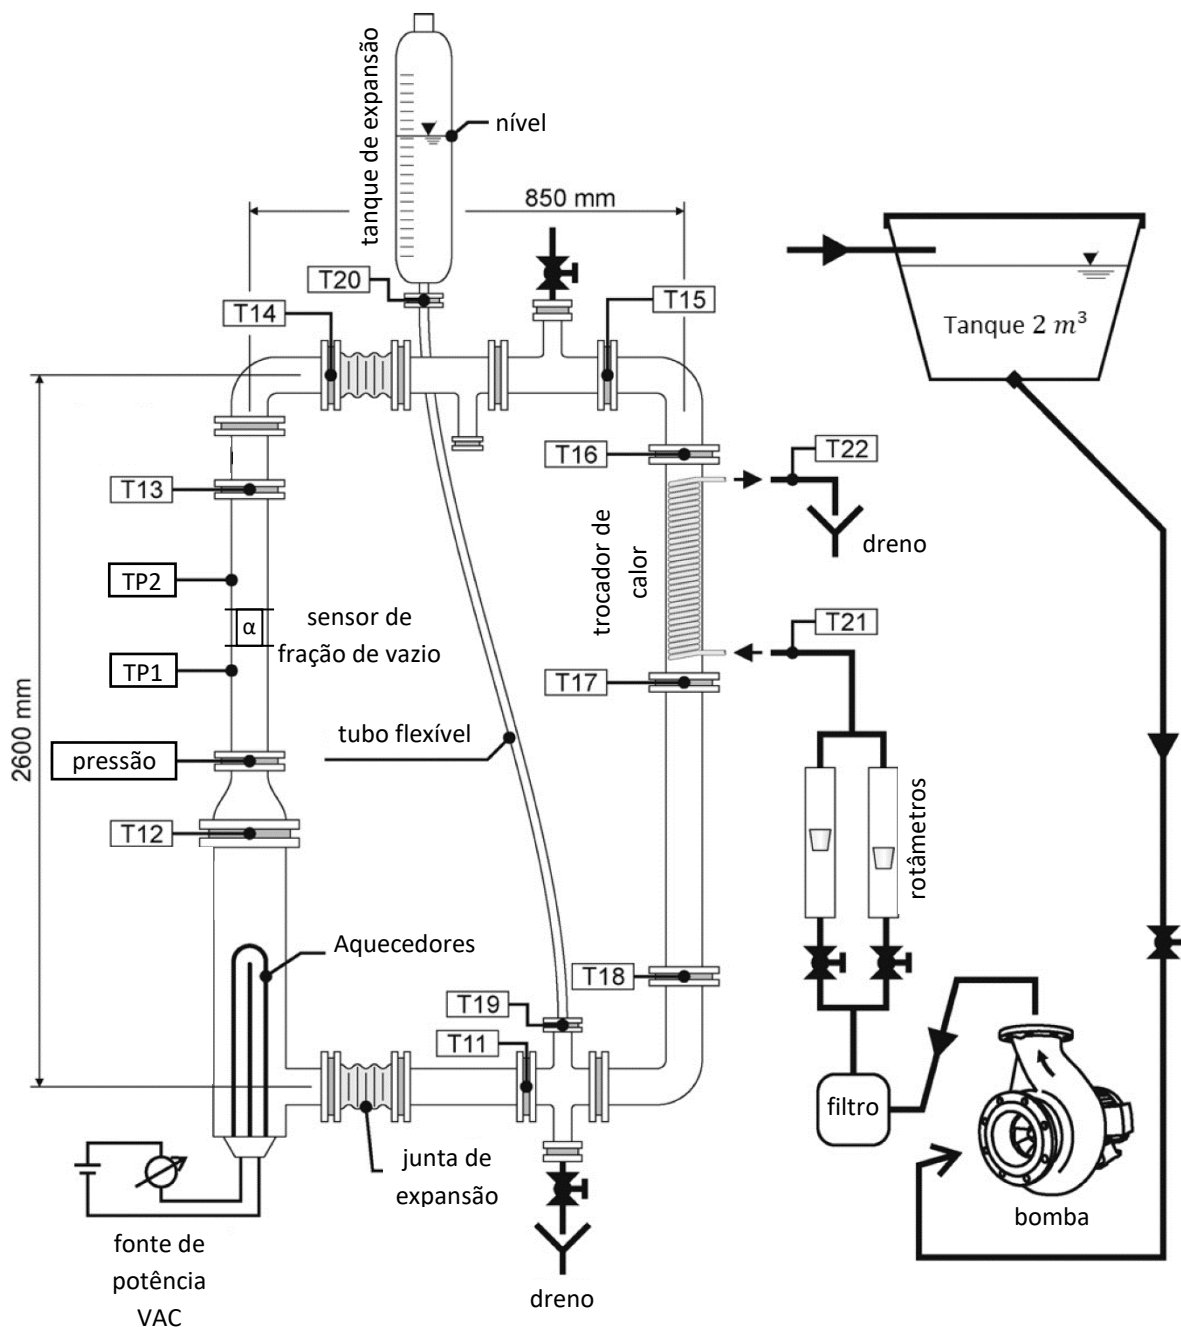 tanque de expansão
nível
850 mm
T20
T14
T15
Tanque 2 m³
T16
T22
T13
dreno
trocador de
calor
TP2
α
sensor de
fração de vazio
T21
TP1
T17
2600 mm
tubo flexível
pressão
T12
rotâmetros
Aquecedores
T18
T19
T11
filtro
junta de
expansão
bomba
fonte de
potência
VAC
dreno